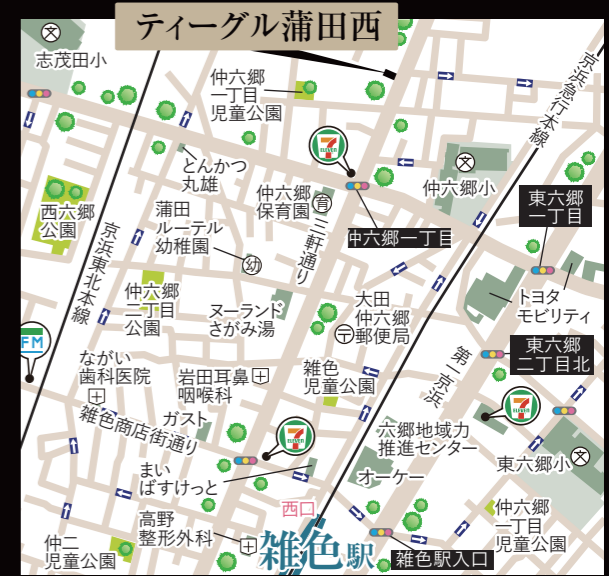 ティーグル蒲田西
文
志茂田小
仲六郷
一丁目
児童公園
京浜急行本線
とんかつ
丸雄
7
ELEVEN
文
仲六郷小
西六郷
公園
仲六郷
保育園
育
三軒通り
仲六郷一丁目
東六郷
一丁目
蒲田
ルーテル
幼稚園
幼
京浜東北本線
仲六郷
二丁目
公園
ヌーランド
さがみ湯
大田
仲六郷
郵便局
トヨタ
モビリティ
FM
ながい
歯科医院
岩田耳鼻
咽喉科
雑色
児童公園
第一京浜
東六郷
二丁目北
雑色商店街通り
ガスト
7
ELEVEN
7
ELEVEN
六郷地域力
推進センター
東六郷小
文
まい
ばすけっと
オーケー
西口
高野
整形外科
仲六郷
一丁目
児童公園
仲二
児童公園
雑色駅
雑色駅入口